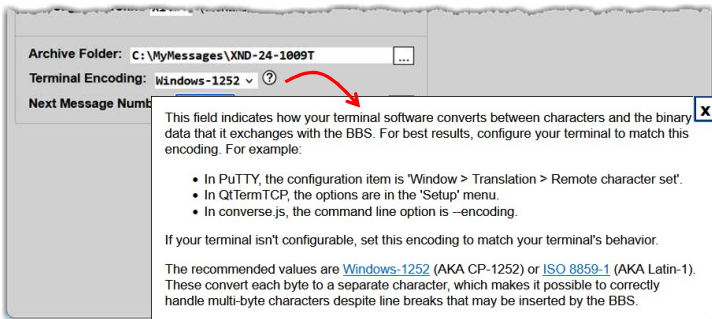 Archive Folder: C:\MyMessages\XND-24-1009T ...
Terminal Encoding: Windows-1252 ?
Next Message Numb
X
This field indicates how your terminal software converts between characters and the binary
data that it exchanges with the BBS. For best results, configure your terminal to match this
encoding. For example:
• In PuTTY, the configuration item is 'Window > Translation > Remote character set'.
• In QtTermTCP, the options are in the 'Setup' menu.
• In converse.js, the command line option is --encoding.
If your terminal isn't configurable, set this encoding to match your terminal's behavior.
The recommended values are Windows-1252 (AKA CP-1252) or ISO 8859-1 (AKA Latin-1).
These convert each byte to a separate character, which makes it possible to correctly
handle multi-byte characters despite line breaks that may be inserted by the BBS.